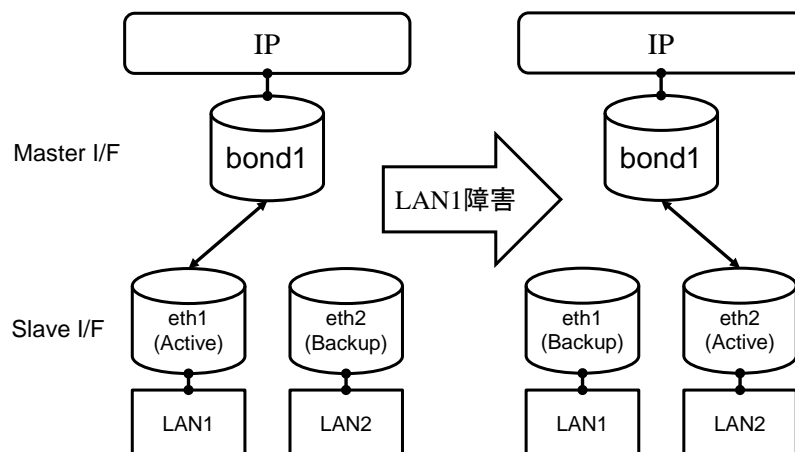 IP
IP
Master I/F
bond1
LAN1障害
bond1
Slave I/F
eth1
(Active)
eth2
(Backup)
eth1
(Backup)
eth2
(Active)
LAN1
LAN2
LAN1
LAN2